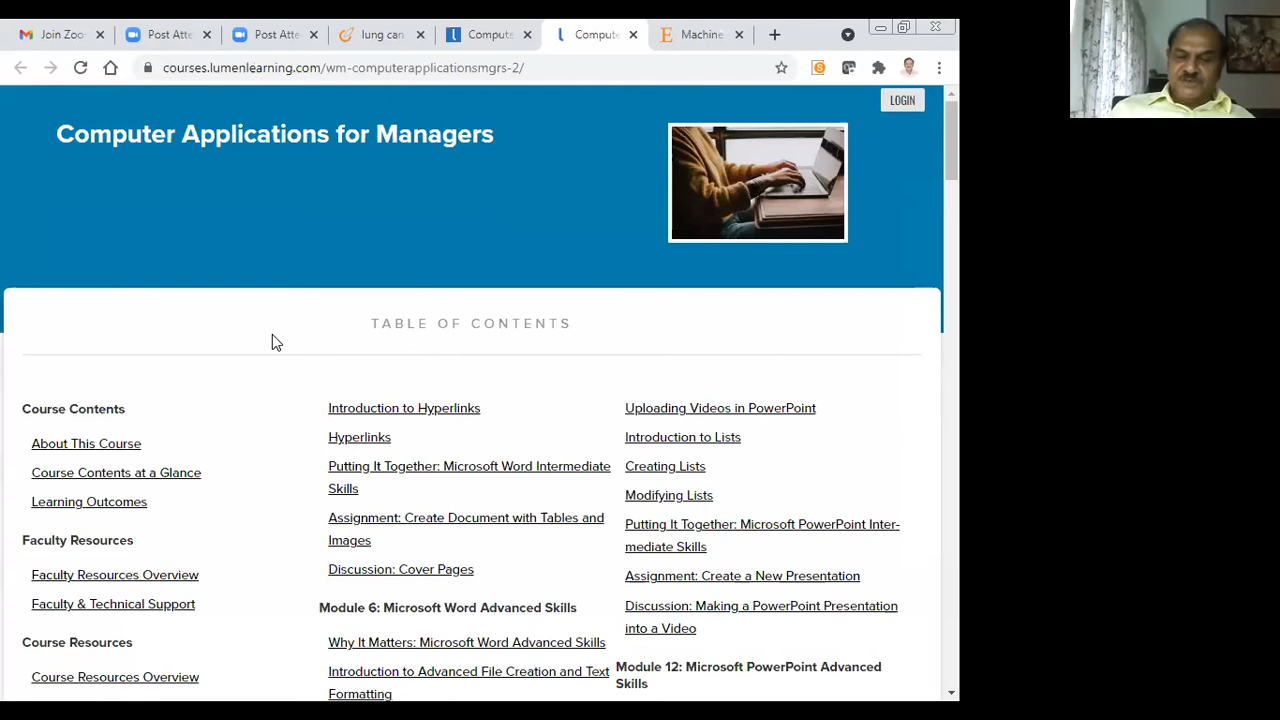 Join Zoo
Post Atte
Post Atte
lung can
Compute
Compute
Machine
courses.lumenlearning.com/wm-computerapplicationsmgrs-2/
LOGIN
Computer Applications for Managers
TABLE OF CONTENTS
Course Contents
About This Course
Course Contents at a Glance
Learning Outcomes
Faculty Resources
Faculty Resources Overview
Faculty & Technical Support
Course Resources
Course Resources Overview
Introduction to Hyperlinks
Hyperlinks
Putting It Together: Microsoft Word Intermediate
Skills
Assignment: Create Document with Tables and
Images
Discussion: Cover Pages
Module 6: Microsoft Word Advanced Skills
Why It Matters: Microsoft Word Advanced Skills
Introduction to Advanced File Creation and Text
Formatting
Uploading Videos in PowerPoint
Introduction to Lists
Creating Lists
Modifying Lists
Putting It Together: Microsoft PowerPoint Inter-
mediate Skills
Assignment: Create a New Presentation
Discussion: Making a PowerPoint Presentation
into a Video
Module 12: Microsoft PowerPoint Advanced
Skills